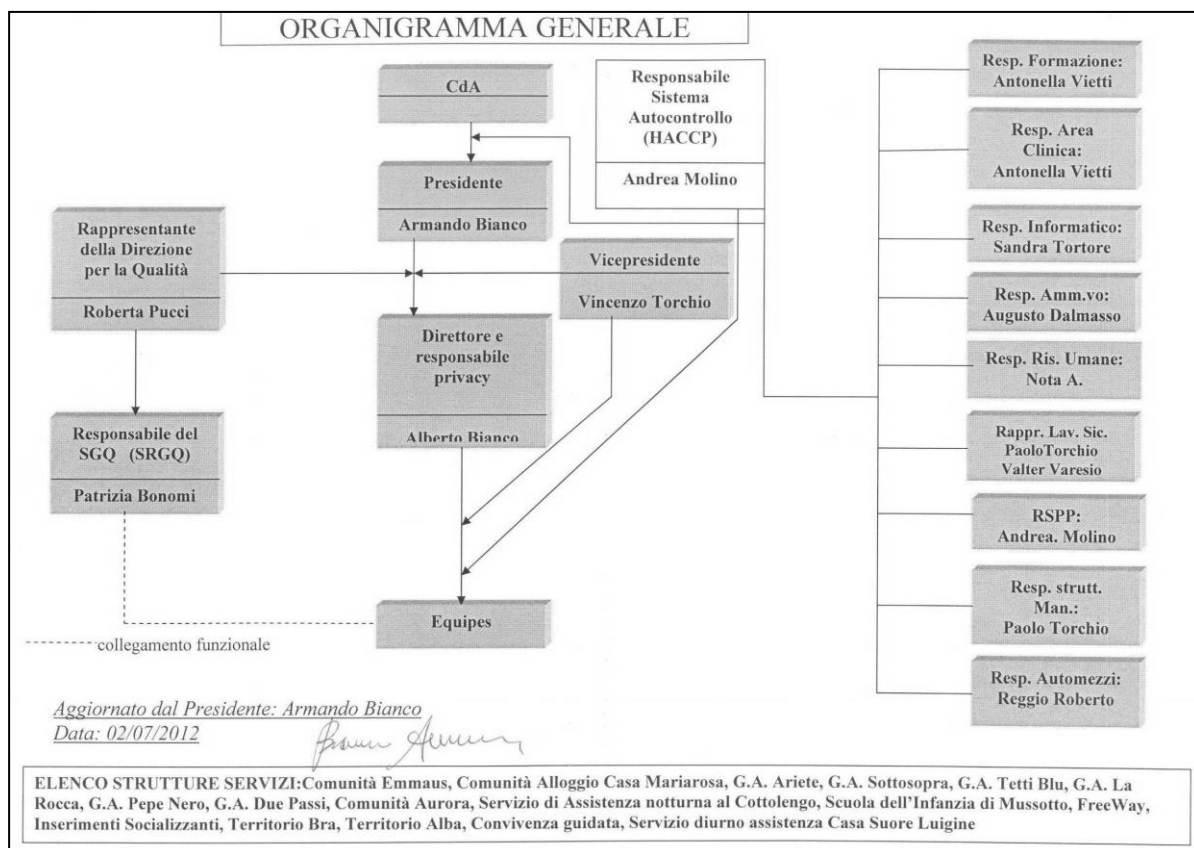 ORGANIGRAMMA GENERALE
CdA
Presidente
Armando Bianco
Responsabile
Sistema
Autocontrollo
(HACCP)
Andrea Molino
Rappresentante
della Direzione
per la Qualità
Roberta Pucci
Vicepresidente
Vincenzo Torchio
Direttore e
responsabile
privacy
Alberto Bianco
Responsabile del
SGQ (SRGQ)
Patrizia Bonomi
Equipes
collegamento funzionale
Resp. Formazione:
Antonella Vietti
Resp. Area
Clinica:
Antonella Vietti
Resp. Informatico:
Sandra Tortore
Resp. Amm.vo:
Augusto Dalmasso
Resp. Ris. Umane:
Nota A.
Rappr. Lav. Sic.
PaoloTorchio
Valter Varesio
RSPP:
Andrea. Molino
Resp. strutt.
Man.:
Paolo Torchio
Resp. Automezzi:
Reggio Roberto
Aggiornato dal Presidente: Armando Bianco
Data: 02/07/2012
ELENCO STRUTTURE SERVIZI:Comunità Emmaus, Comunità Alloggio Casa Mariarosa, G.A. Ariete, G.A. Sottosopra, G.A. Tetti Blu, G.A. La
Rocca, G.A. Pepe Nero, G.A. Due Passi, Comunità Aurora, Servizio di Assistenza notturna al Cottolengo, Scuola dell'Infanzia di Mussotto, FreeWay,
Inserimenti Socializzanti, Territorio Bra, Territorio Alba, Convivenza guidata, Servizio diurno assistenza Casa Suore Luigine